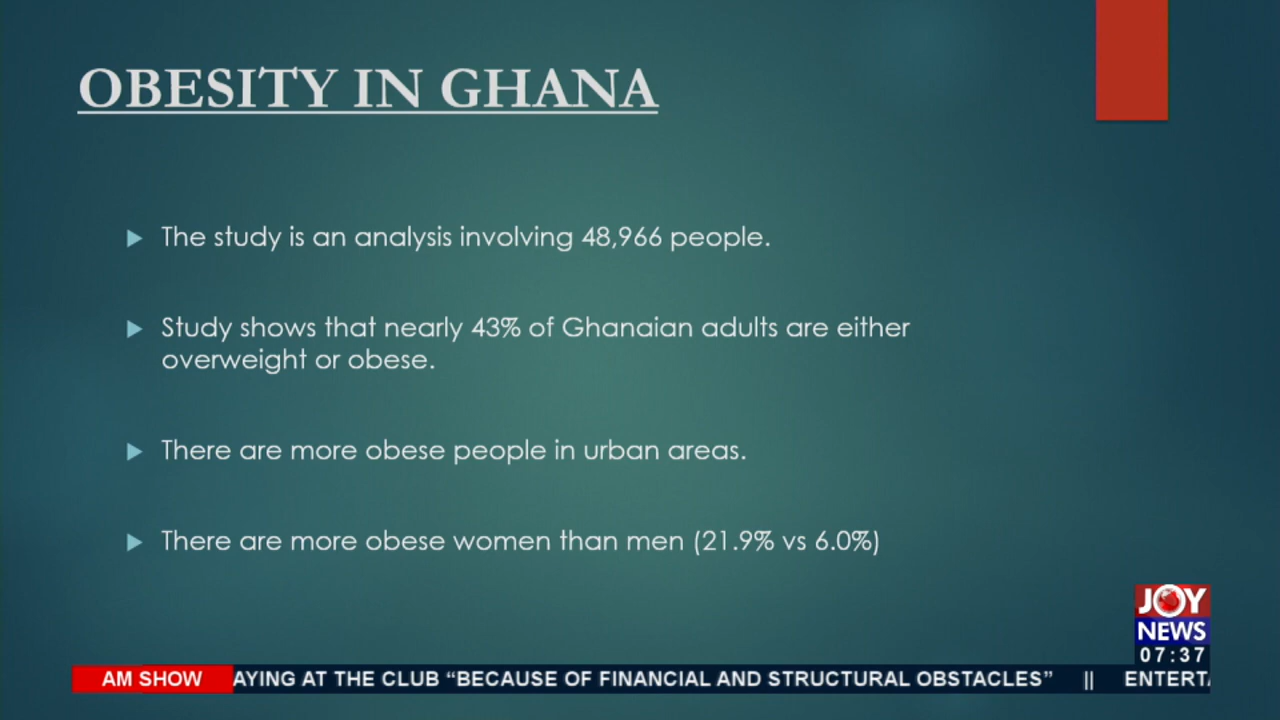 OBESITY IN GHANA
The study is an analysis involving 48,966 people.
Study shows that nearly 43% of Ghanaian adults are either
overweight or obese.
There are more obese people in urban areas.
There are more obese women than men (21.9% vs 6.0%)
JOY
NEWS
07:37
AM SHOW AYING AT THE CLUB “BECAUSE OF FINANCIAL AND STRUCTURAL OBSTACLES” || ENTERT